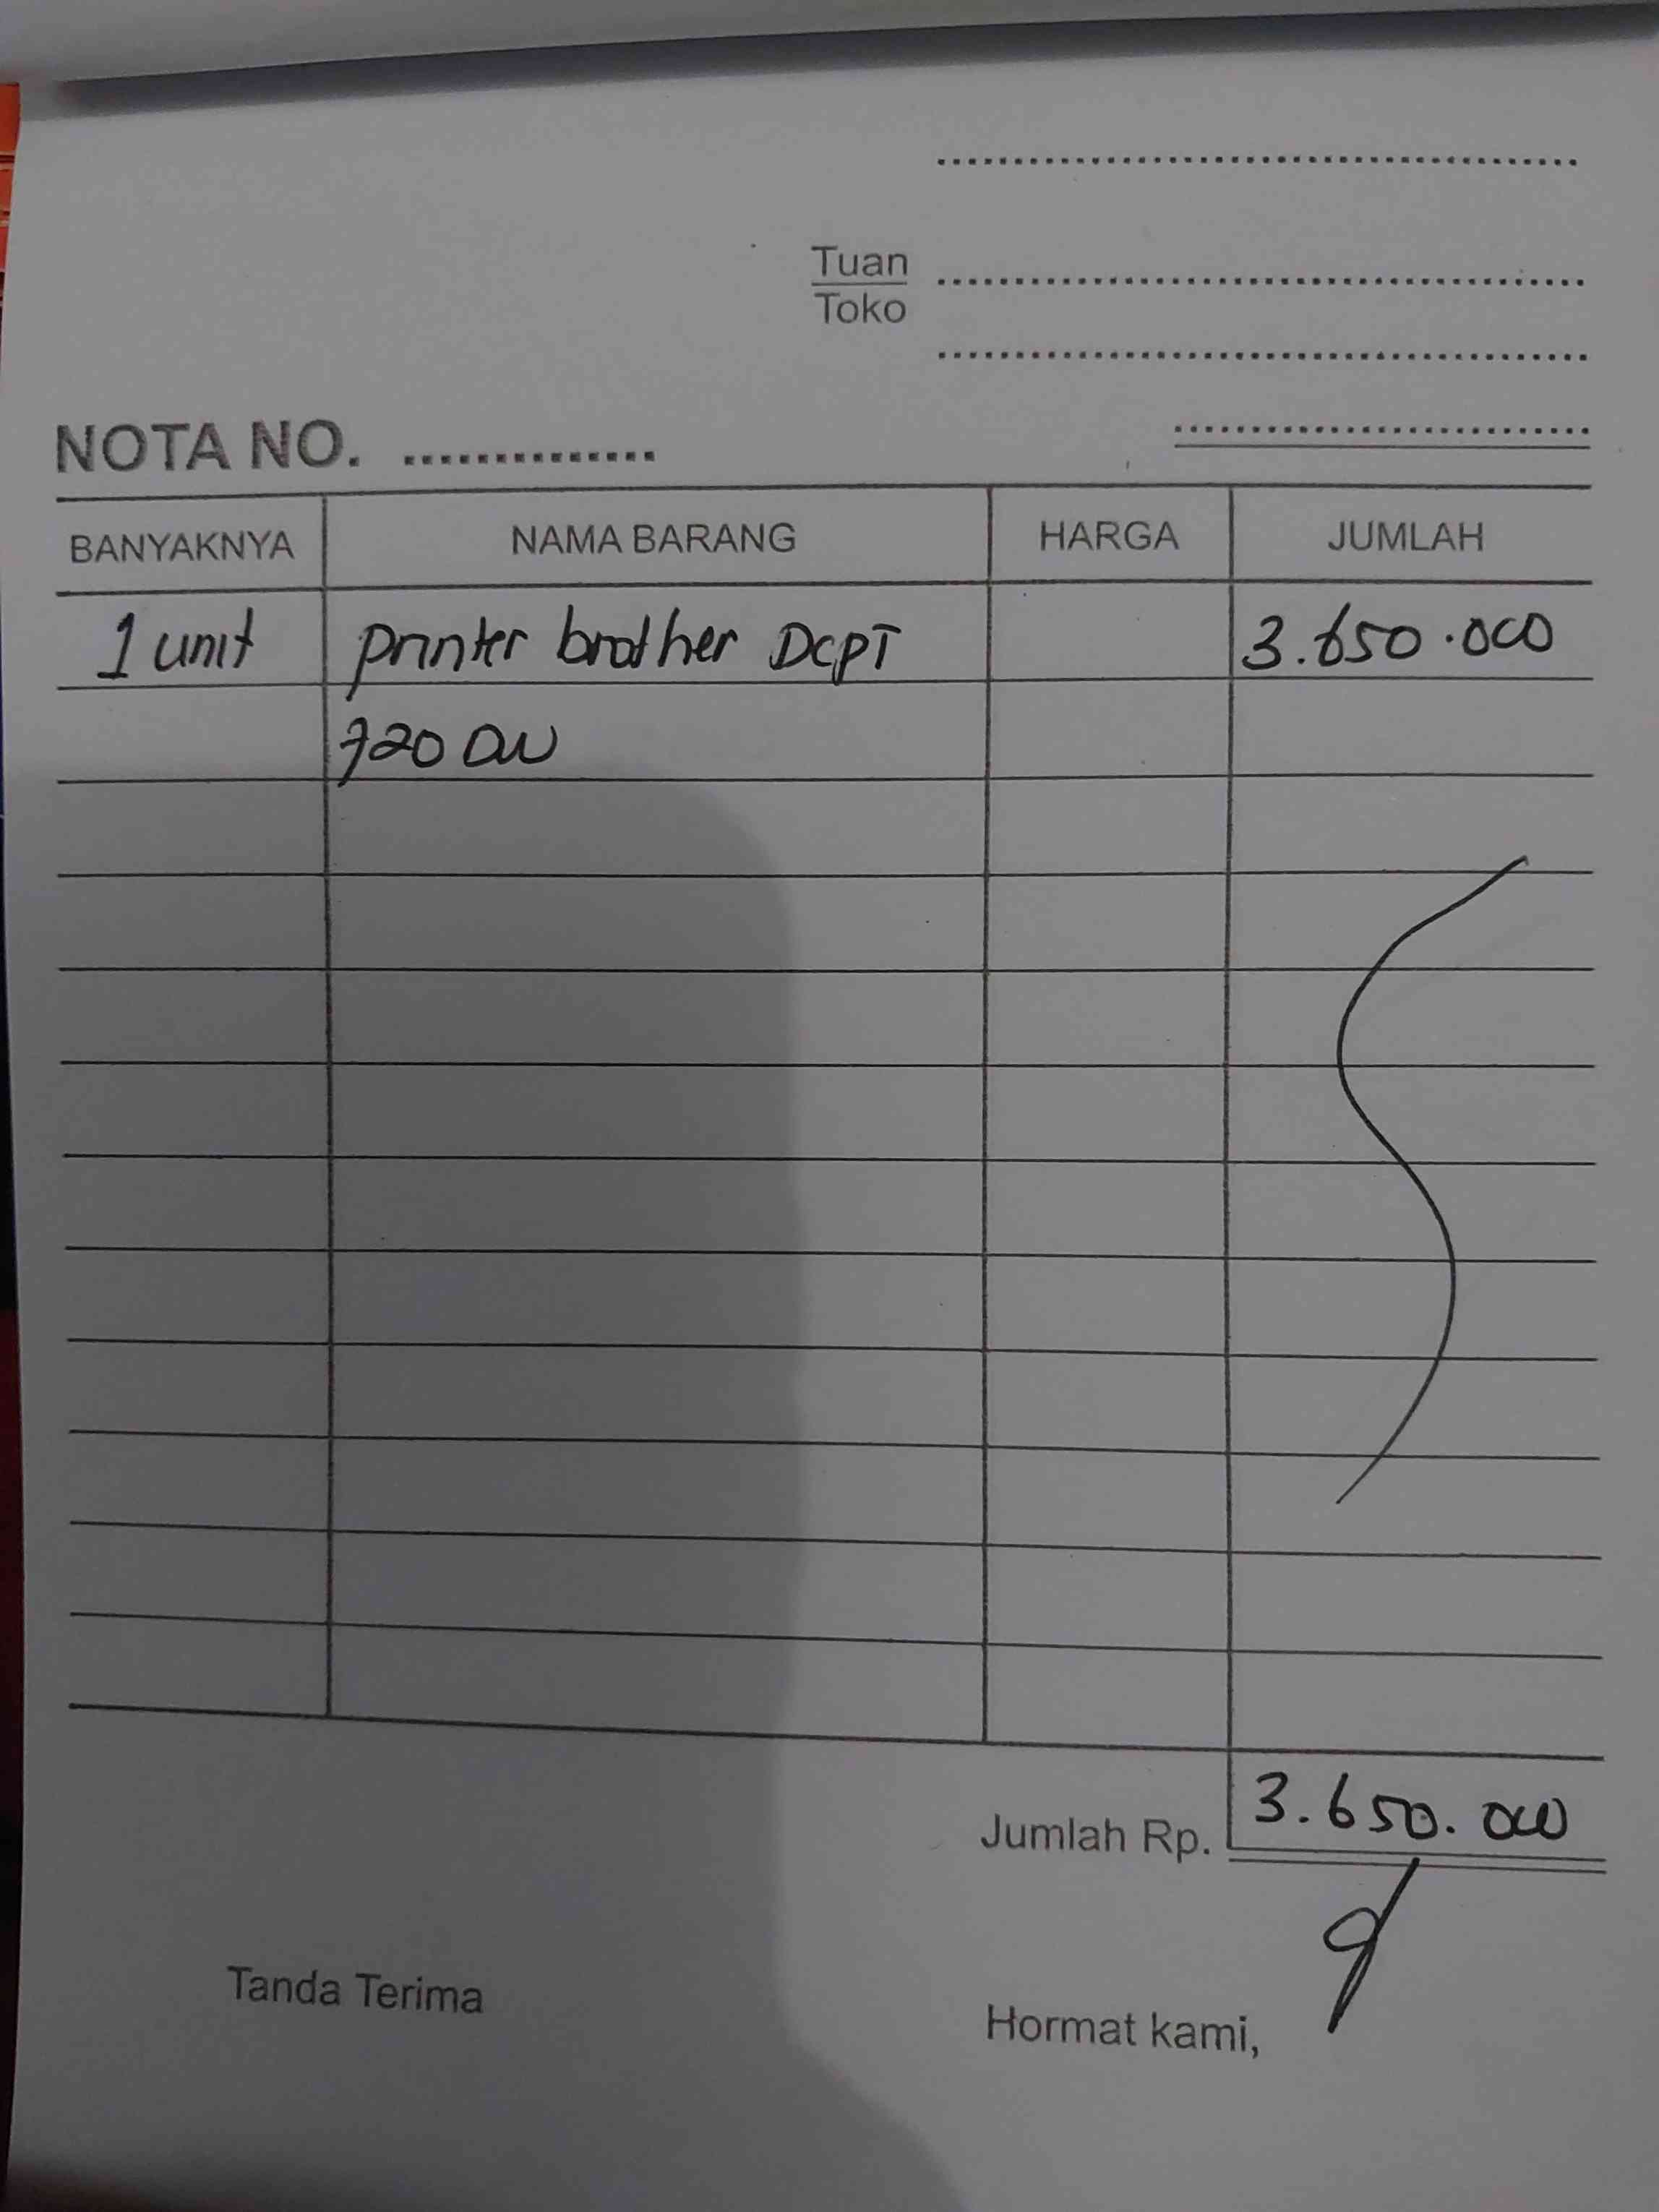 Tuan
Toko
NOTA NO. ..............
BANYAKNYA NAMA BARANG HARGA JUMLAH
1 unit printer brother DCPT 3.650.000
720 DW
Jumlah Rp. 3.650.000
Tanda Terima
Hormat kami,